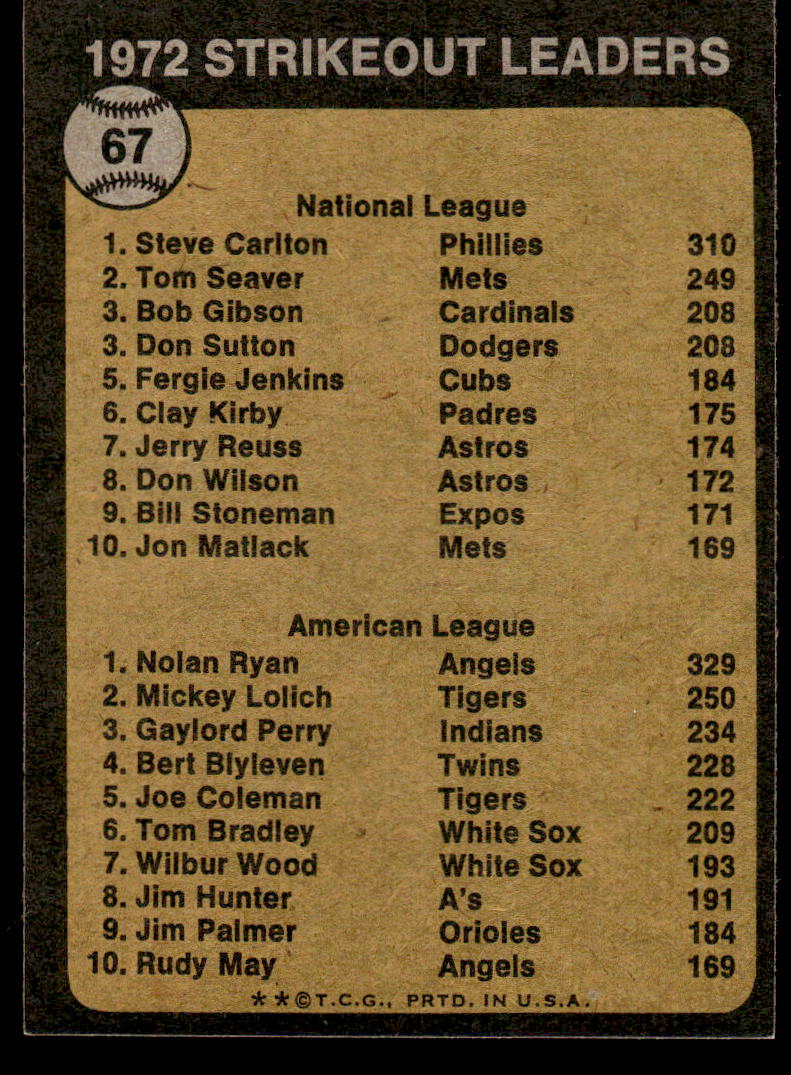 1972 STRIKEOUT LEADERS
67
National League
1. Steve Carlton Phillies 310
2. Tom Seaver Mets 249
3. Bob Gibson Cardinals 208
3. Don Sutton Dodgers 208
5. Fergie Jenkins Cubs 184
6. Clay Kirby Padres 175
7. Jerry Reuss Astros 174
8. Don Wilson Astros 172
9. Bill Stoneman Expos 171
10. Jon Matlack Mets 169
American League
1. Nolan Ryan Angels 329
2. Mickey Lolich Tigers 250
3. Gaylord Perry Indians 234
4. Bert Blyleven Twins 228
5. Joe Coleman Tigers 222
6. Tom Bradley White Sox 209
7. Wilbur Wood White Sox 193
8. Jim Hunter A's 191
9. Jim Palmer Orioles 184
10. Rudy May Angels 169
**©T.C.G., PRTD. IN U.S.A.